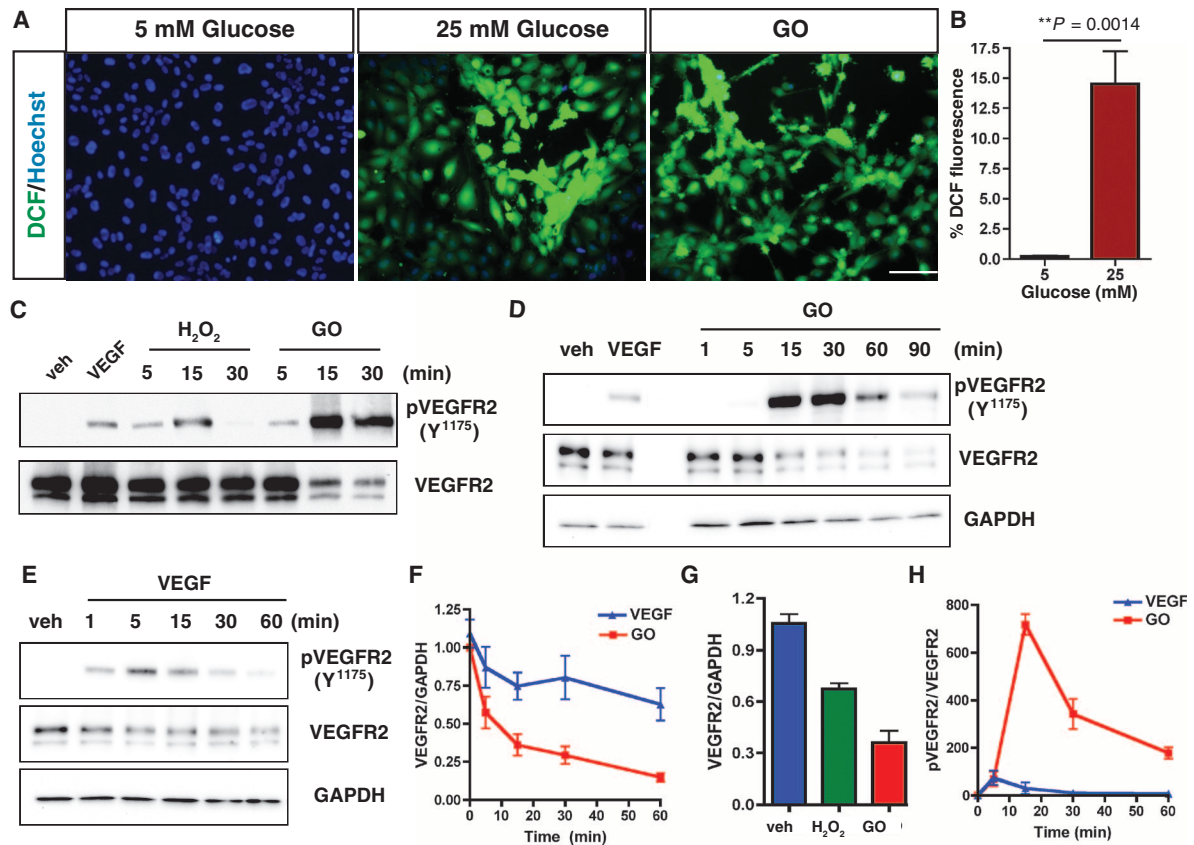 A
5 mM Glucose
25 mM Glucose
GO
DCF/Hoechst
B
**P = 0.0014
17.5
15.0
12.5
10.0
7.5
5.0
2.5
0.0
% DCF fluorescence
5
25
Glucose (mM)
C
H₂O₂
GO
veh
VEGF
5
15
30
5
15
30
(min)
pVEGFR2
(Y¹¹⁷⁵)
VEGFR2
D
GO
veh
VEGF
1
5
15
30
60
90
(min)
pVEGFR2
(Y¹¹⁷⁵)
VEGFR2
GAPDH
E
VEGF
veh
1
5
15
30
60
(min)
pVEGFR2
(Y¹¹⁷⁵)
VEGFR2
GAPDH
F
1.25
1.00
0.75
0.50
0.25
0.00
VEGFR2/GAPDH
VEGF
GO
0
10
20
30
40
50
60
Time (min)
G
1.2
0.9
0.6
0.3
0.0
VEGFR2/GAPDH
veh
H₂O₂
GO
H
800
600
400
200
0
pVEGFR2/VEGFR2
VEGF
GO
0
10
20
30
40
50
60
Time (min)